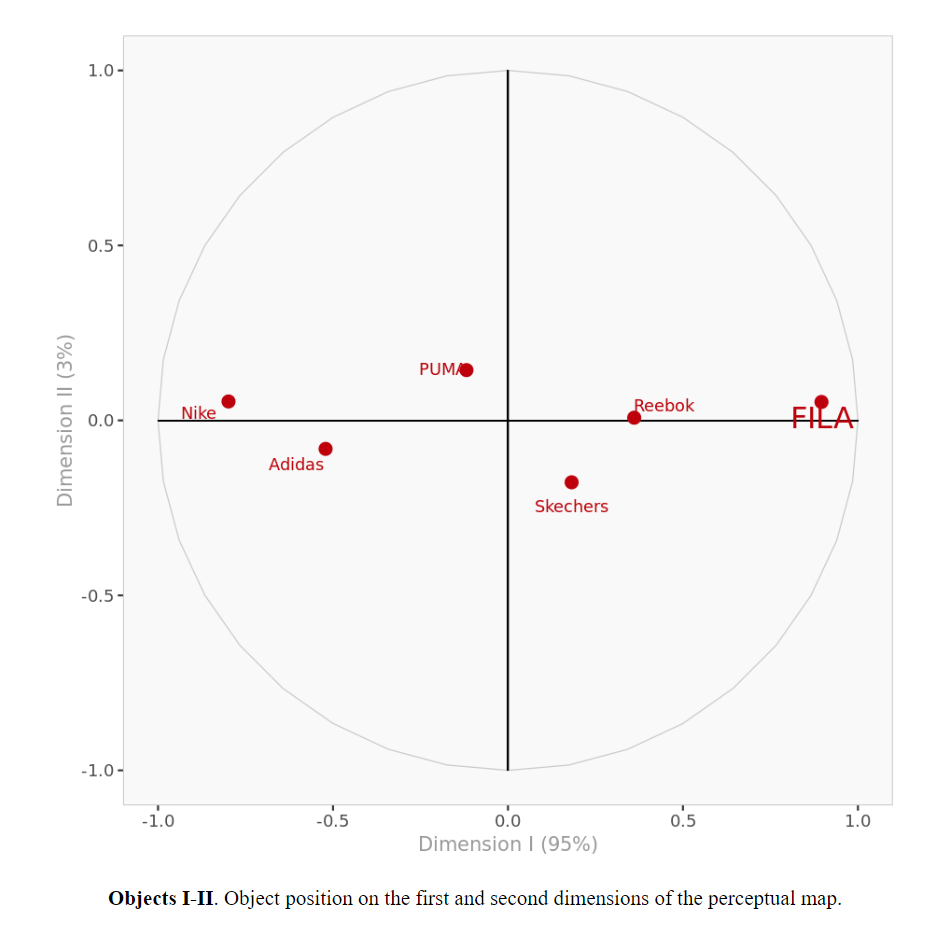 1.0
0.5
0.0
-0.5
-1.0
Dimension II (3%)
PUMA
Nike
Reebok
FILA
Adidas
Skechers
-1.0
-0.5
0.0
0.5
1.0
Dimension I (95%)
Objects I-II. Object position on the first and second dimensions of the perceptual map.